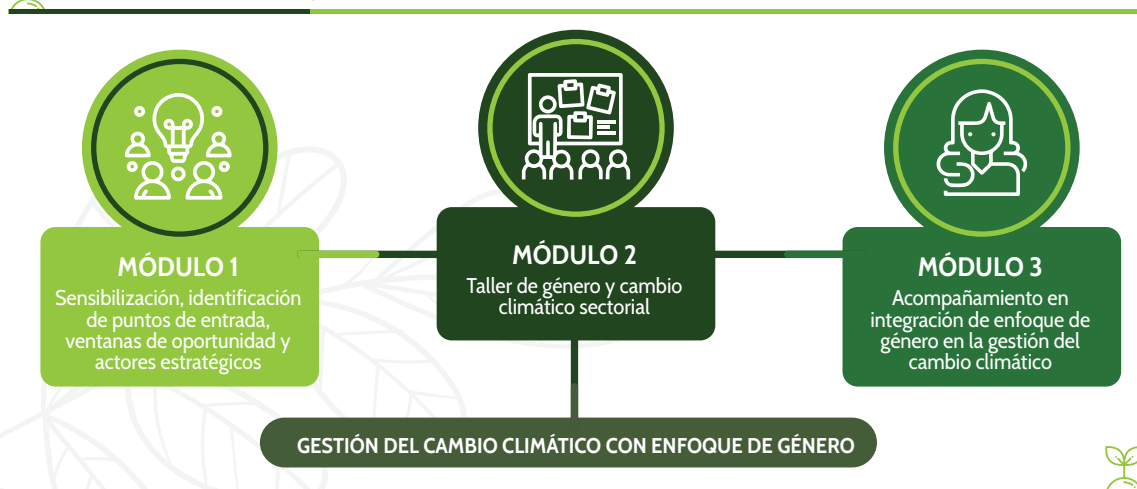 MÓDULO 1
Sensibilización, identificación
de puntos de entrada,
ventanas de oportunidad y
actores estratégicos
MÓDULO 2
Taller de género y cambio
climático sectorial
MÓDULO 3
Acompañamiento en
integración de enfoque de
género en la gestión del
cambio climático
GESTIÓN DEL CAMBIO CLIMÁTICO CON ENFOQUE DE GÉNERO